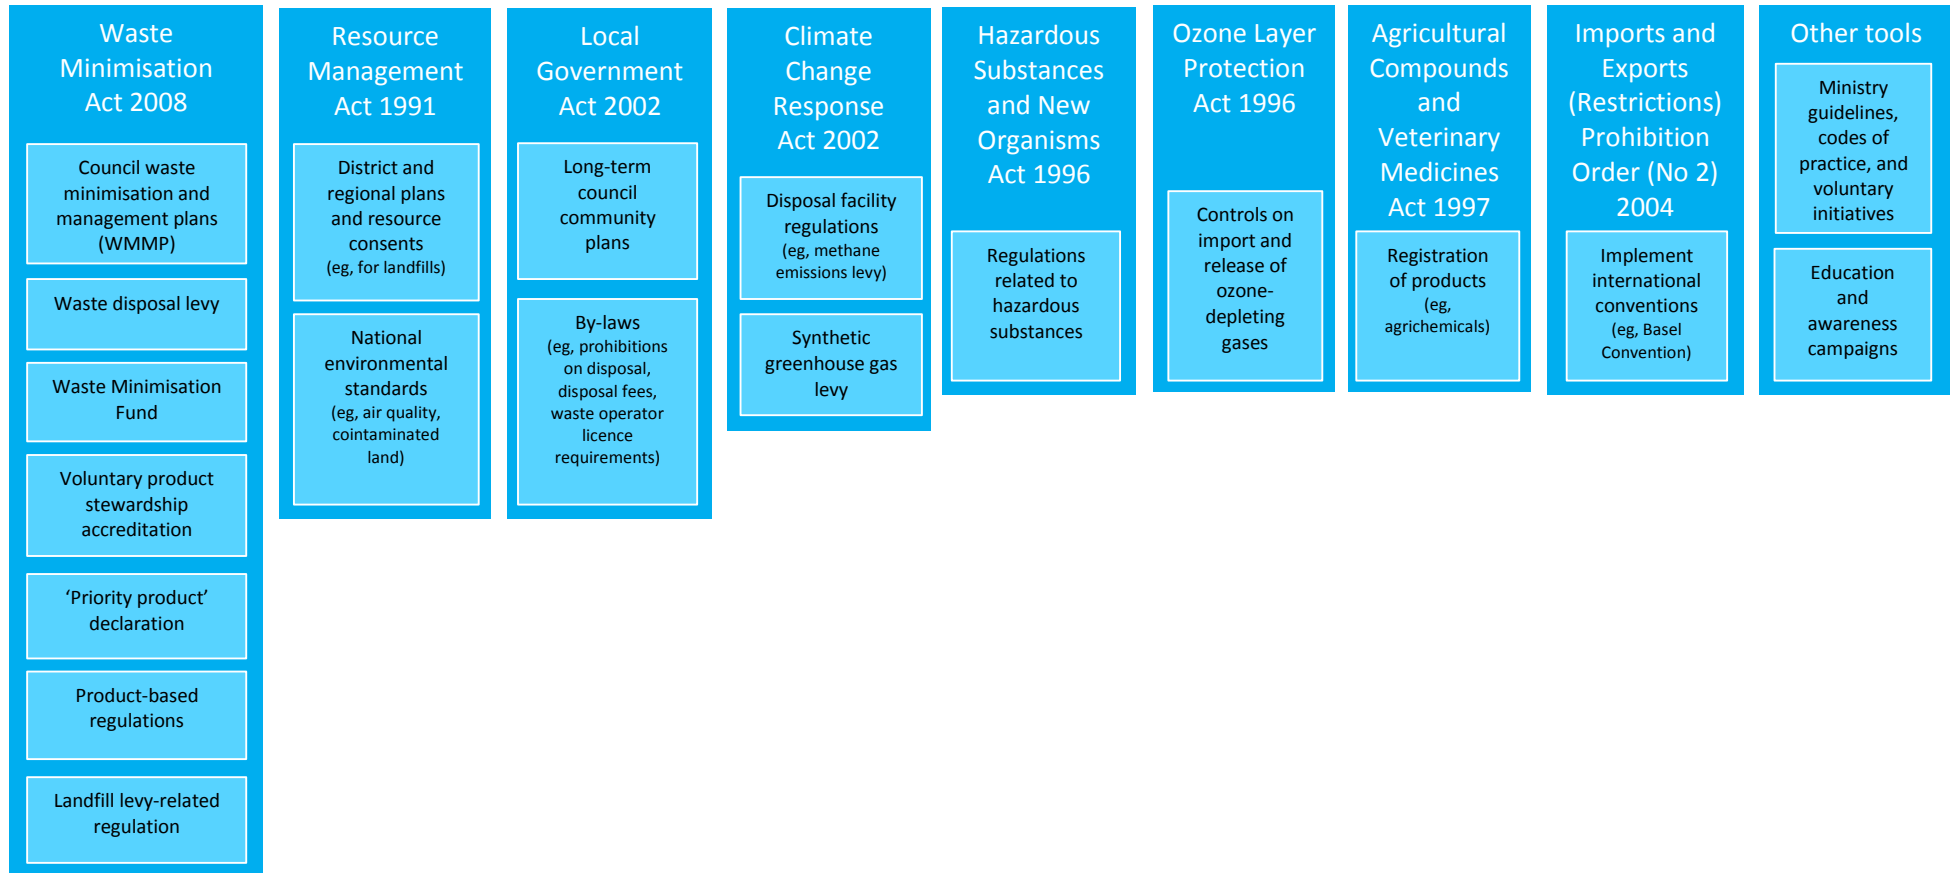 Waste
Minimisation
Act 2008
Council waste
minimisation and
management plans
(WMMP)
Waste disposal levy
Waste Minimisation
Fund
Voluntary product
stewardship
accreditation
‘Priority product’
declaration
Product-based
regulations
Landfill levy-related
regulation
Resource
Management
Act 1991
District and
regional plans
and resource
consents
(eg, for landfills)
National
environmental
standards
(eg, air quality,
cointaminated
land)
Local
Government
Act 2002
Long-term
council
community
plans
By-laws
(eg, prohibitions
on disposal,
disposal fees,
waste operator
licence
requirements)
Climate
Change
Response
Act 2002
Disposal facility
regulations
(eg, methane
emissions levy)
Synthetic
greenhouse gas
levy
Hazardous
Substances
and New
Organisms
Act 1996
Regulations
related to
hazardous
substances
Ozone Layer
Protection
Act 1996
Controls on
import and
release of
ozone-
depleting
gases
Agricultural
Compounds
and
Veterinary
Medicines
Act 1997
Registration
of products
(eg,
agrichemicals)
Imports and
Exports
(Restrictions)
Prohibition
Order (No 2)
2004
Implement
international
conventions
(eg, Basel
Convention)
Other tools
Ministry
guidelines,
codes of
practice, and
voluntary
initiatives
Education
and
awareness
campaigns